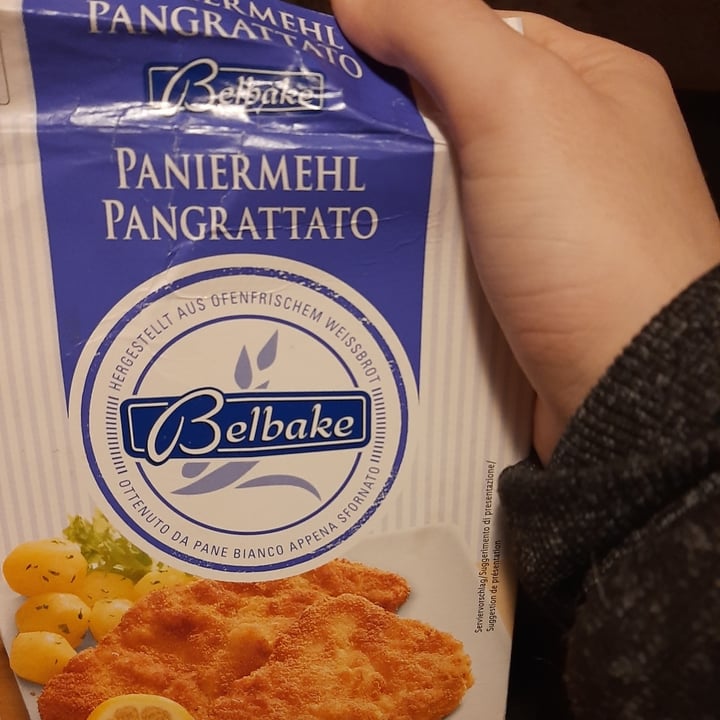 PANIERMEHL
PANGRATTATO
Belbake
PANIERMEHL
PANGRATTATO
HERGESTELLT AUS OFENFRISCHEM WEISSBROT
Belbake
OTTENUTO DA PANE BIANCO APPENA SFORNATO
Serviervorschlag/Suggerimento di presentazione/
Suggestion de présentation